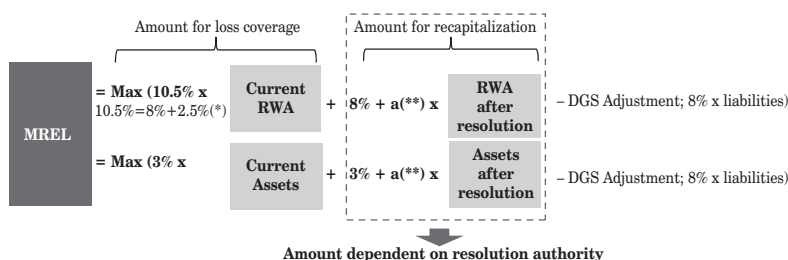 Amount for loss coverage
Amount for recapitalization
MREL
= Max (10.5% x
10.5%=8%+2.5%(*)
Current
RWA
+
8% + a(**) x
RWA
after
resolution
– DGS Adjustment; 8% x liabilities)
= Max (3% x
Current
Assets
+
3% + a(**) x
Assets
after
resolution
– DGS Adjustment; 8% x liabilities)
Amount dependent on resolution authority